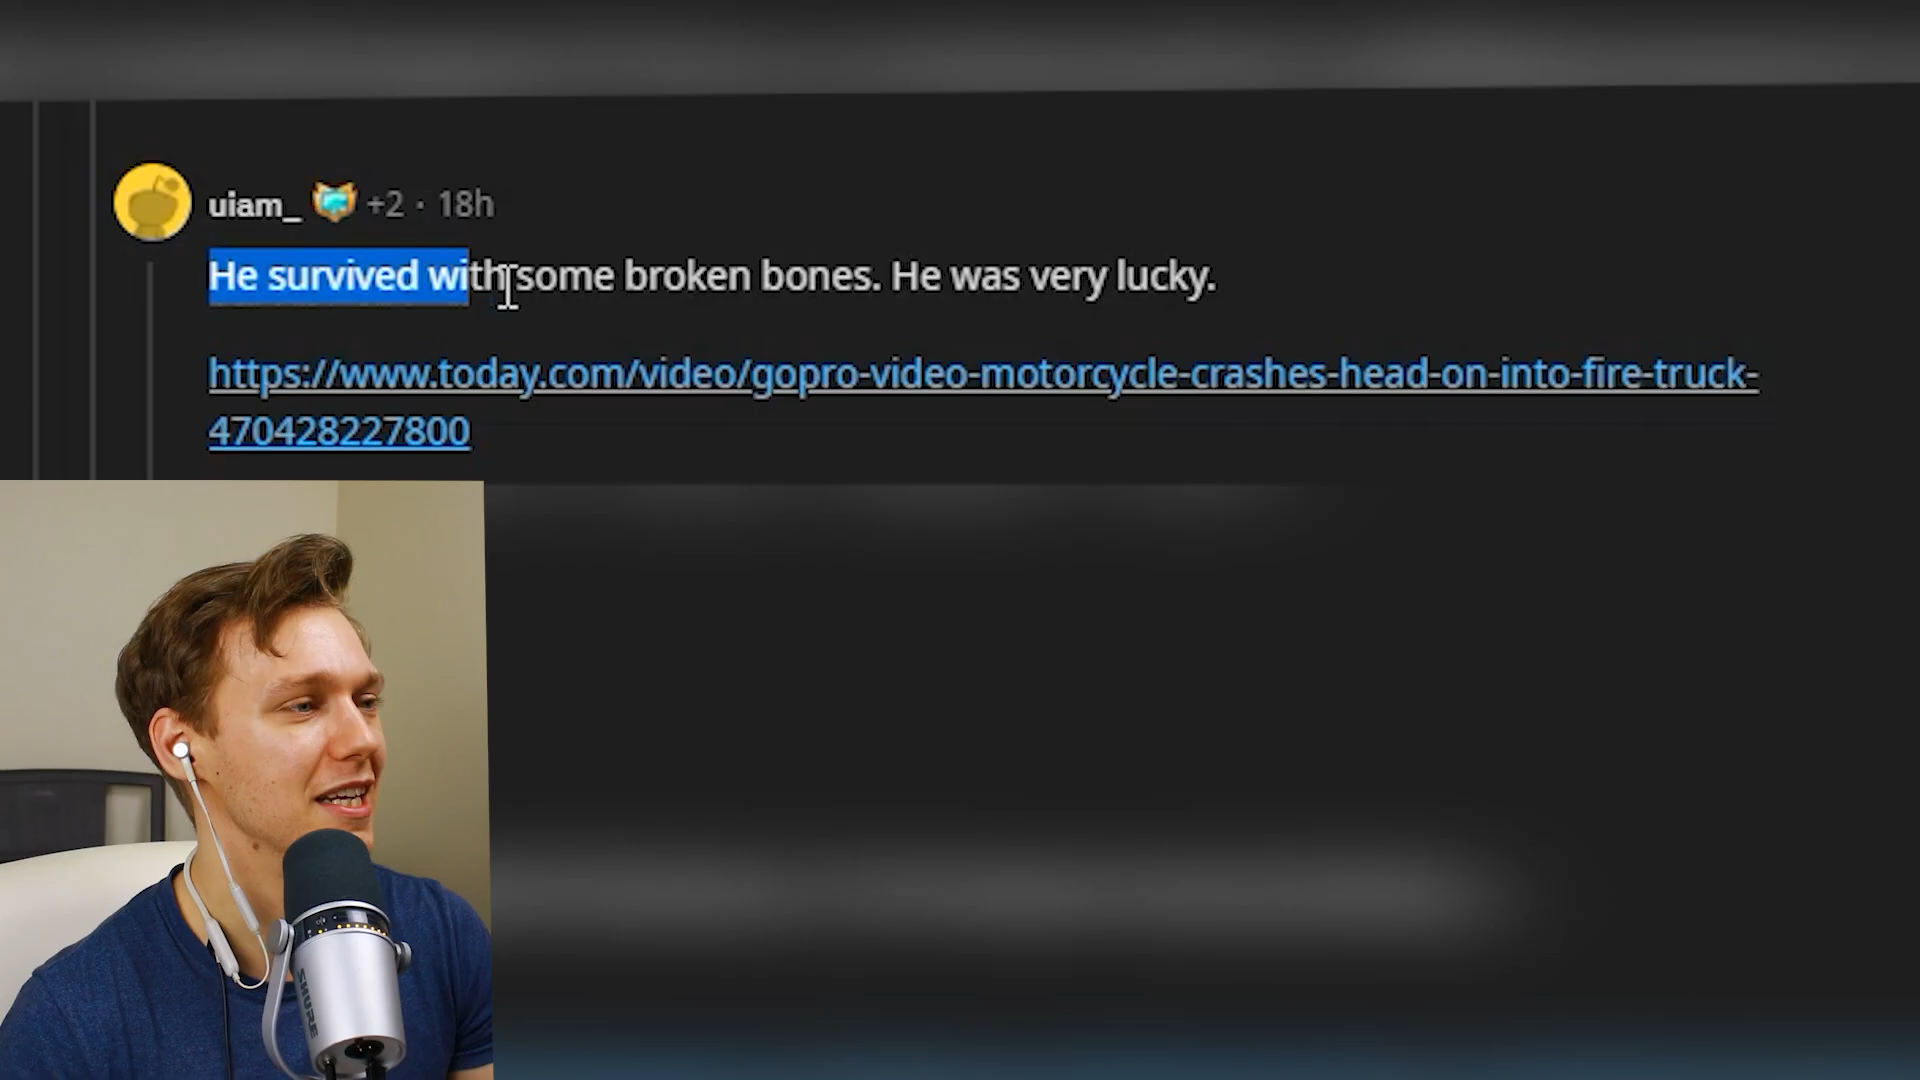 uiam_ +2 · 18h
He survived with some broken bones. He was very lucky.
https://www.today.com/video/gopro-video-motorcycle-crashes-head-on-into-fire-truck-
470428227800
SHURE